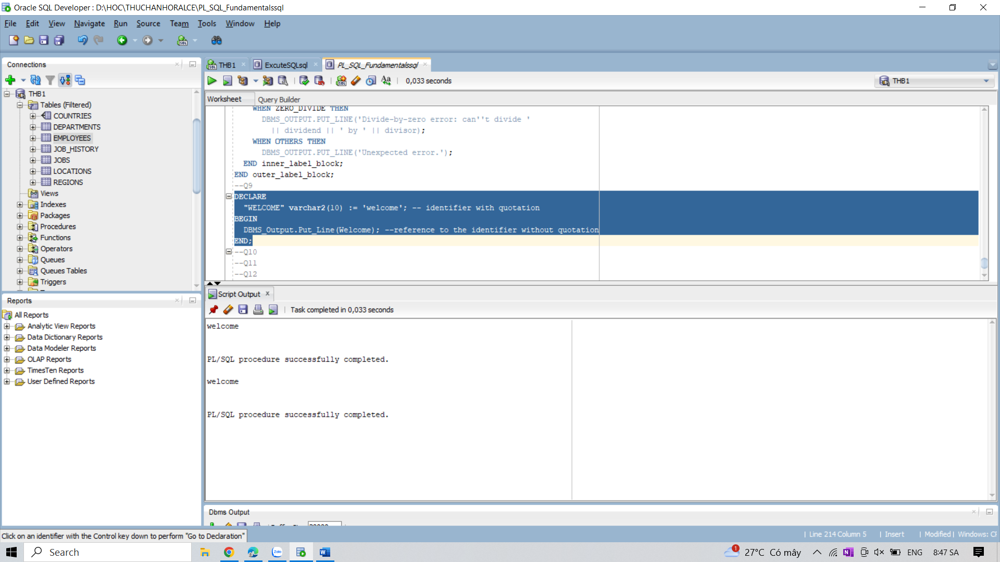 Oracle SQL Developer : D:\HOC\THUCHANHORALCE\PL_SQL_Fundamentalssql
File Edit View Navigate Run Source Team Tools Window Help
Connections
THB1
Tables (Filtered)
COUNTRIES
DEPARTMENTS
EMPLOYEES
JOB_HISTORY
JOBS
LOCATIONS
REGIONS
Views
Indexes
Packages
Procedures
Functions
Operators
Queues
Queues Tables
Triggers
Reports
All Reports
Analytic View Reports
Data Dictionary Reports
Data Modeler Reports
OLAP Reports
TimesTen Reports
User Defined Reports
THB1 ExcuteSQLsql PL_SQL_Fundamentalssql
0,033 seconds
THB1
Worksheet Query Builder
WHEN ZERO_DIVIDE THEN
DBMS_OUTPUT.PUT_LINE('Divide-by-zero error: can''t divide '
|| dividend || ' by ' || divisor);
WHEN OTHERS THEN
DBMS_OUTPUT.PUT_LINE('Unexpected error.');
END inner_label_block;
END outer_label_block;
--Q9
DECLARE
"WELCOME" varchar2(10) := 'welcome'; -- identifier with quotation
BEGIN
DBMS_Output.Put_Line(Welcome); --reference to the identifier without quotation
END;
--Q10
--Q11
--Q12
Script Output
Task completed in 0,033 seconds
welcome
PL/SQL procedure successfully completed.
welcome
PL/SQL procedure successfully completed.
Dbms Output
Click on an identifier with the Control key down to perform "Go to Declaration"
| Line 214 Column 5 | Insert | Modified | Windows:
Search
1 27°C Có mây ENG 8:47 SA